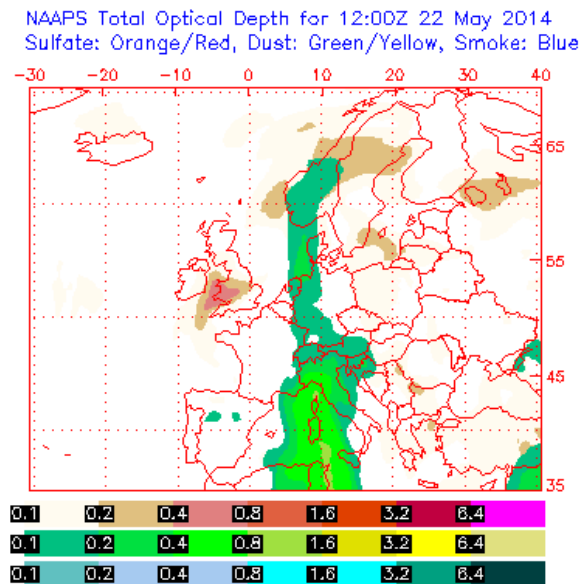 NAAPS Total Optical Depth for 12:00Z 22 May 2014
Sulfate: Orange/Red, Dust: Green/Yellow, Smoke: Blue
-30 -20 -10 0 10 20 30 40
65
55
45
35
0.1 0.2 0.4 0.8 1.6 3.2 6.4
0.1 0.2 0.4 0.8 1.6 3.2 6.4
0.1 0.2 0.4 0.8 1.6 3.2 6.4